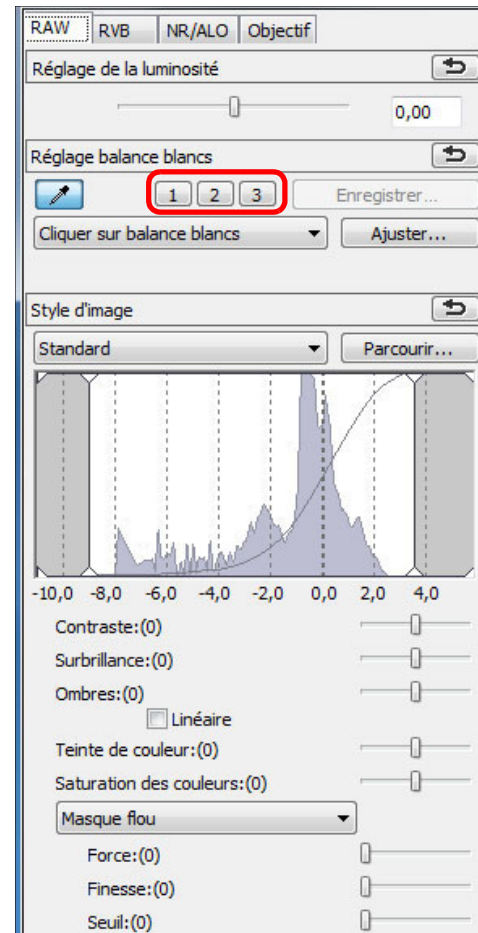 RAW RVB NR/ALO Objectif
Réglage de la luminosité
0,00
Réglage balance blancs
1 2 3 Enregistrer...
Cliquer sur balance blancs Ajuster...
Style d'image
Standard Parcourir...
-10,0 -8,0 -6,0 -4,0 -2,0 0,0 2,0 4,0
Contraste:(0)
Surbrillance:(0)
Ombres:(0)
Linéaire
Teinte de couleur:(0)
Saturation des couleurs:(0)
Masque flou
Force:(0)
Finesse:(0)
Seuil:(0)